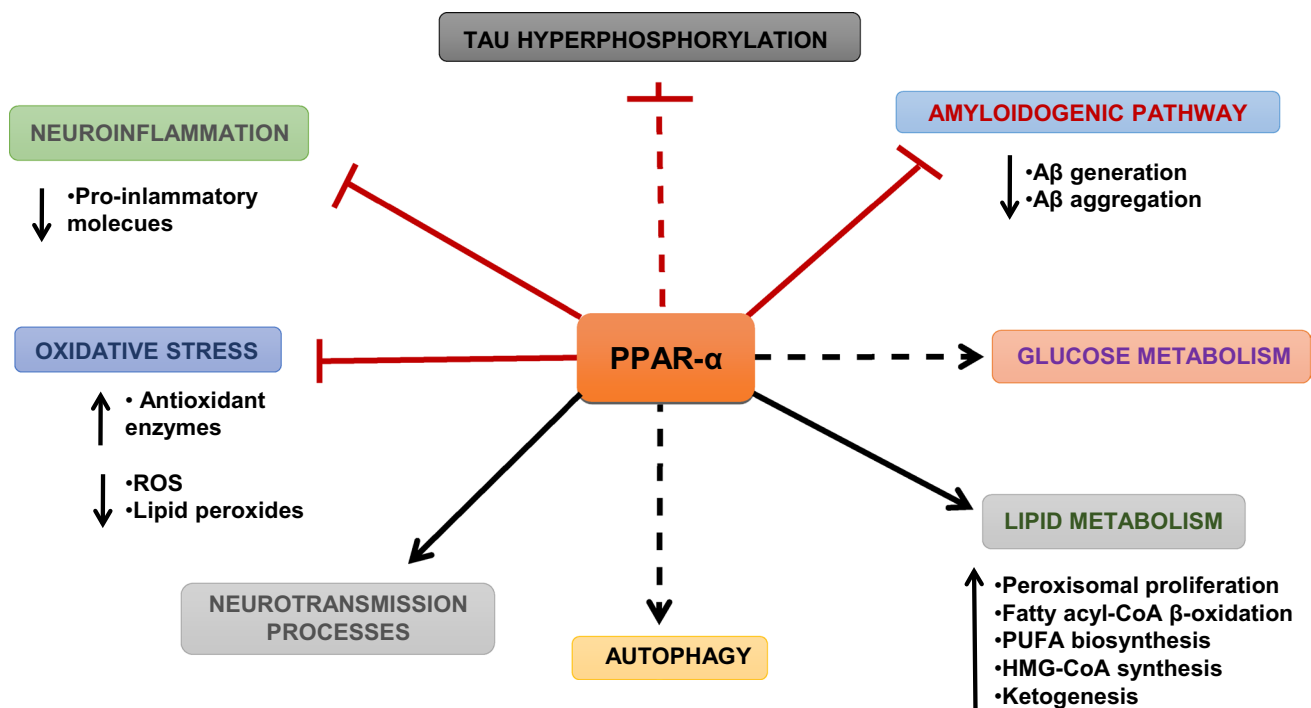 TAU HYPERPHOSPHORYLATION
NEUROINFLAMMATION
•Pro-inlammatory
molecues
AMYLOIDOGENIC PATHWAY
•Aβ generation
•Aβ aggregation
OXIDATIVE STRESS
• Antioxidant
enzymes
•ROS
•Lipid peroxides
PPAR-α
GLUCOSE METABOLISM
LIPID METABOLISM
•Peroxisomal proliferation
•Fatty acyl-CoA β-oxidation
•PUFA biosynthesis
•HMG-CoA synthesis
•Ketogenesis
NEUROTRANSMISSION
PROCESSES
AUTOPHAGY